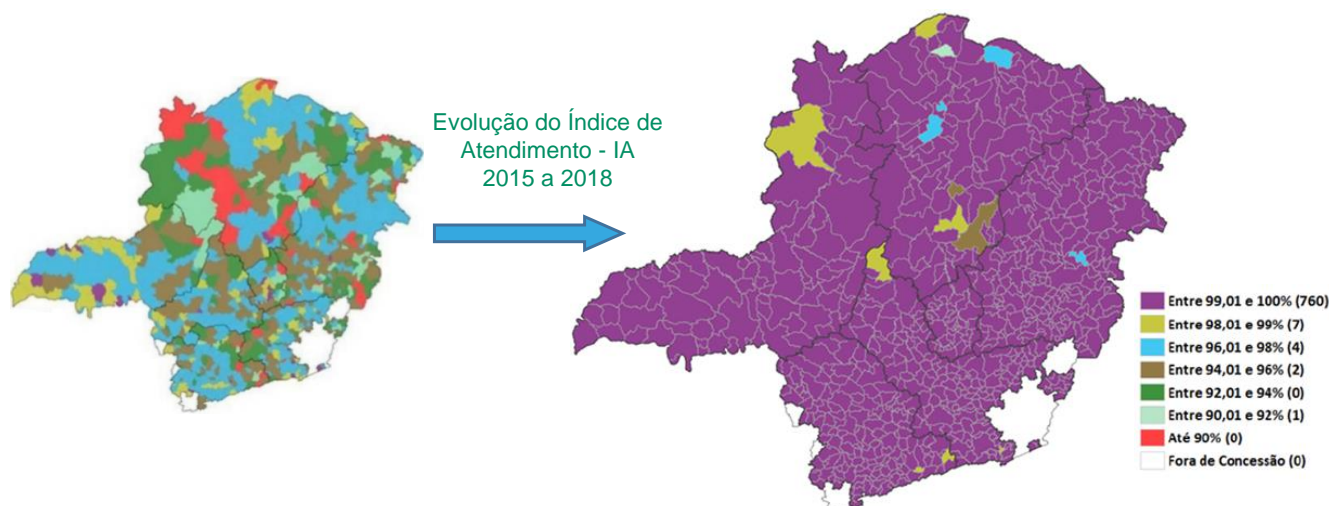 Evolução do Índice de
Atendimento - IA
2015 a 2018
Entre 99,01 e 100% (760)
Entre 98,01 e 99% (7)
Entre 96,01 e 98% (4)
Entre 94,01 e 96% (2)
Entre 92,01 e 94% (0)
Entre 90,01 e 92% (1)
Até 90% (0)
Fora de Concessão (0)